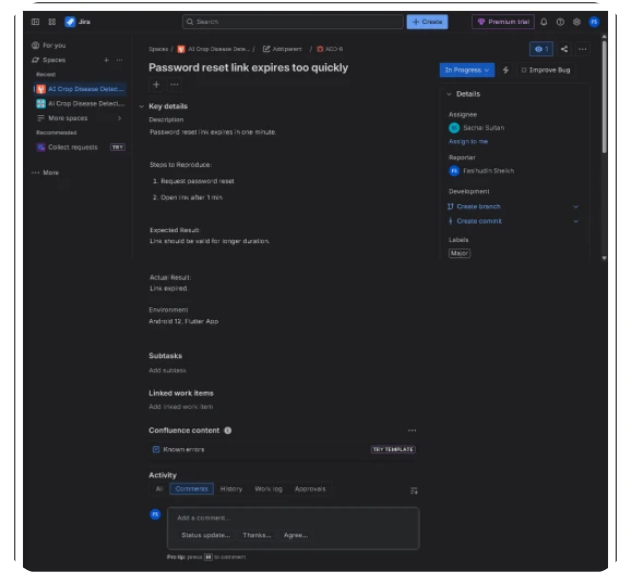 Jira
Search
+ Create
Premium trial
FS
For you
Spaces
Recent
AI Crop Disease Detect...
AI Crop Disease Detect...
More spaces
Recommended
Collect requests TRY
More
Spaces / AI Crop Disease Dete... / Add parent /
Password reset link expires too quickly
Key details
Description
Password reset link expires in one minute.
Steps to Reproduce:
1. Request password reset
2. Open link after 1 min
Expected Result:
Link should be valid for longer duration.
Actual Result:
Link expired.
Environment
Android 12, Flutter App
Subtasks
Add subtask
Linked work items
Add linked work item
Confluence content
Known errors TRY TEMPLATE
Activity
All Comments History Work log Approvals
FS
Add a comment...
Status update... Thanks... Agree...
Pro tip: press M to comment
1
In Progress Improve Bug
Details
Assignee
Sultan
Assign to me
Reporter
FS Sheikh
Development
Create branch
Create commit
Labels
Major